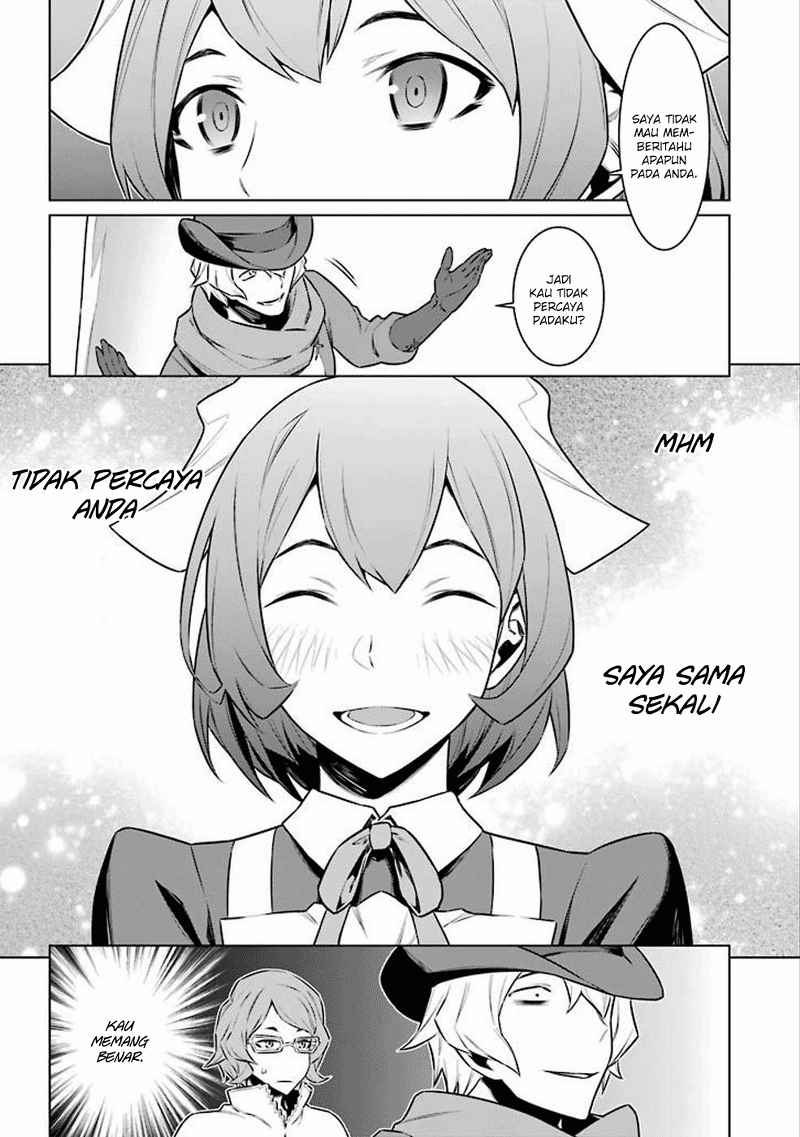 SAYA TIDAK
MAU MEM-
BERITAHU
APAPUN
PADA ANDA.
JADI
KAU TIDAK
PERCAYA
PADAKU?
MHM
SAYA SAMA
SEKALI
TIDAK PERCAYA
ANDA
KAU
MEMANG
BENAR.